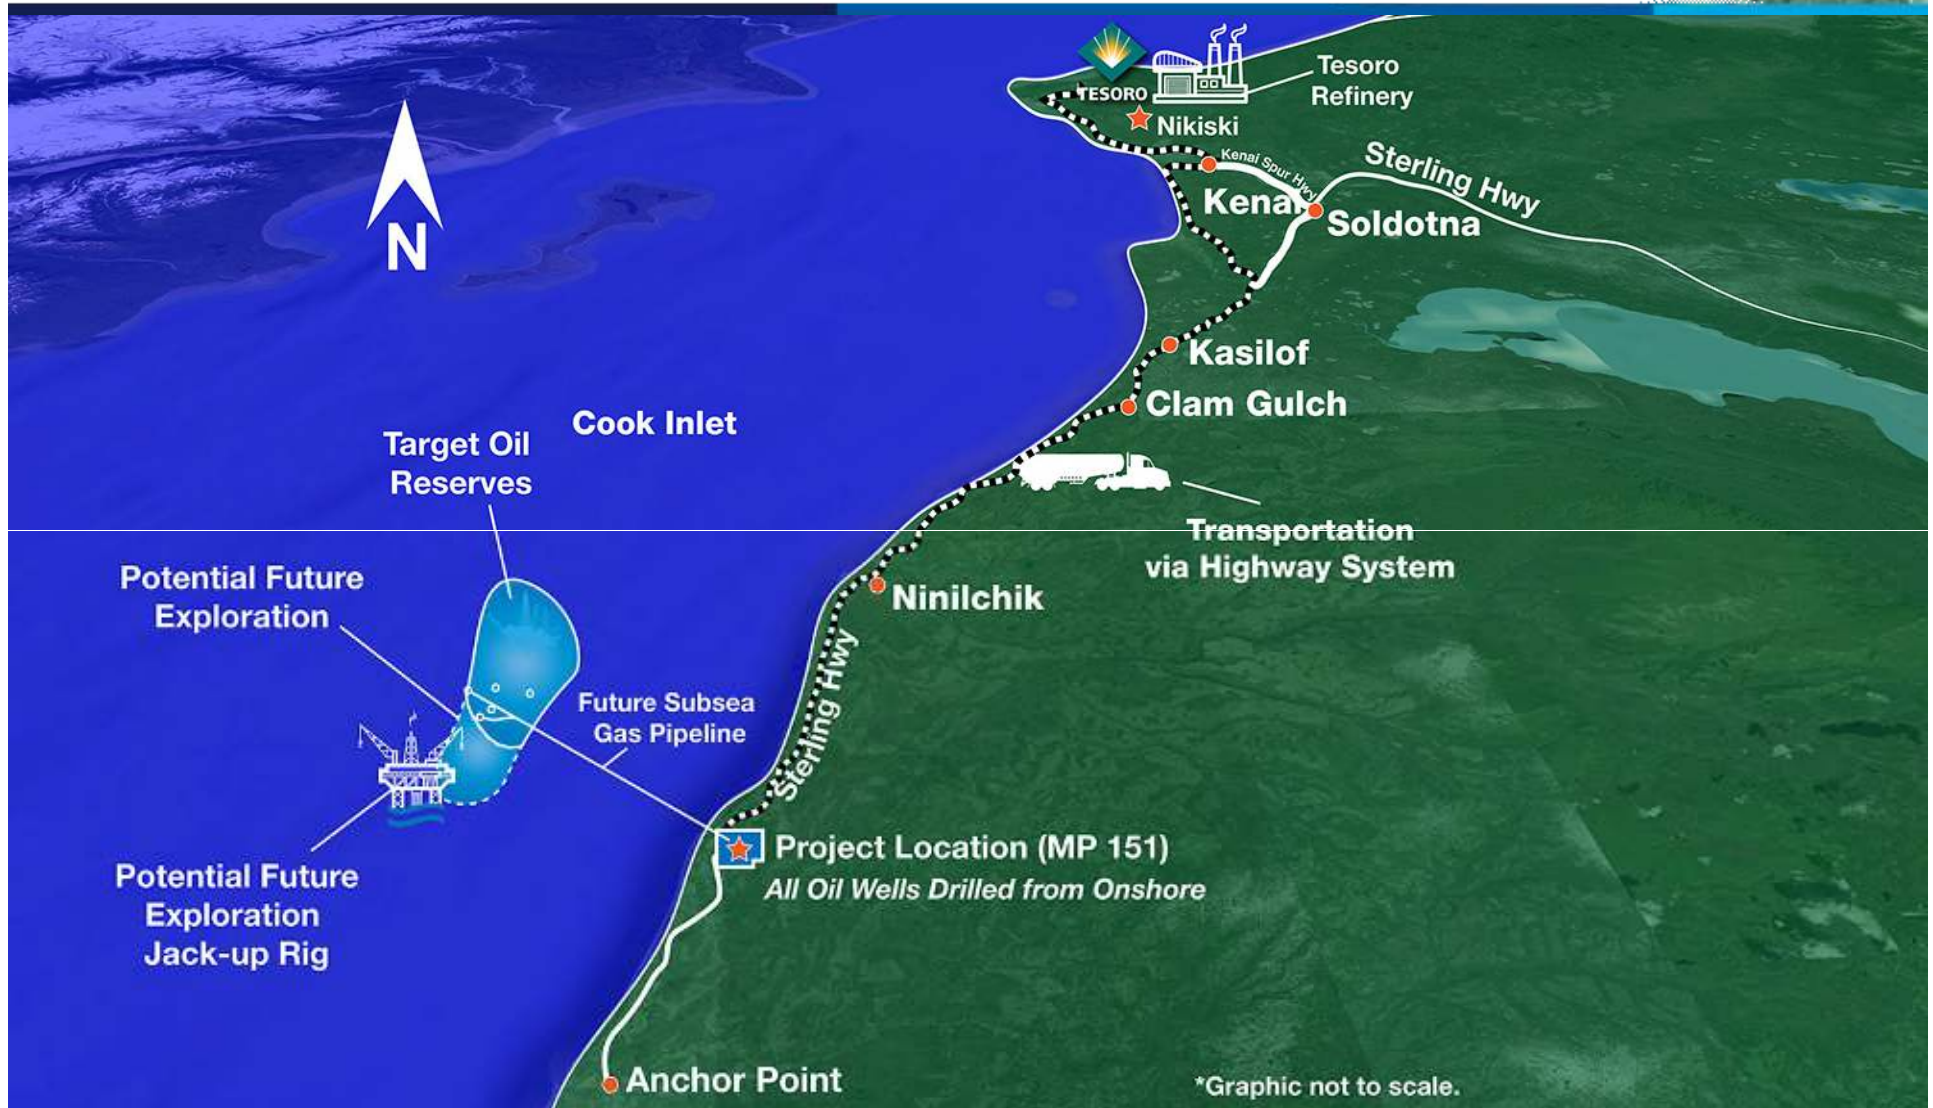 TESORO
Tesoro
Refinery
Nikiski
Kenai Spur Hwy
Sterling Hwy
Kenai
Soldotna
N
Kasilof
Clam Gulch
Cook Inlet
Target Oil
Reserves
Transportation
via Highway System
Potential Future
Exploration
Ninilchik
Sterling Hwy
Future Subsea
Gas Pipeline
Project Location (MP 151)
All Oil Wells Drilled from Onshore
Potential Future
Exploration
Jack-up Rig
Anchor Point
*Graphic not to scale.